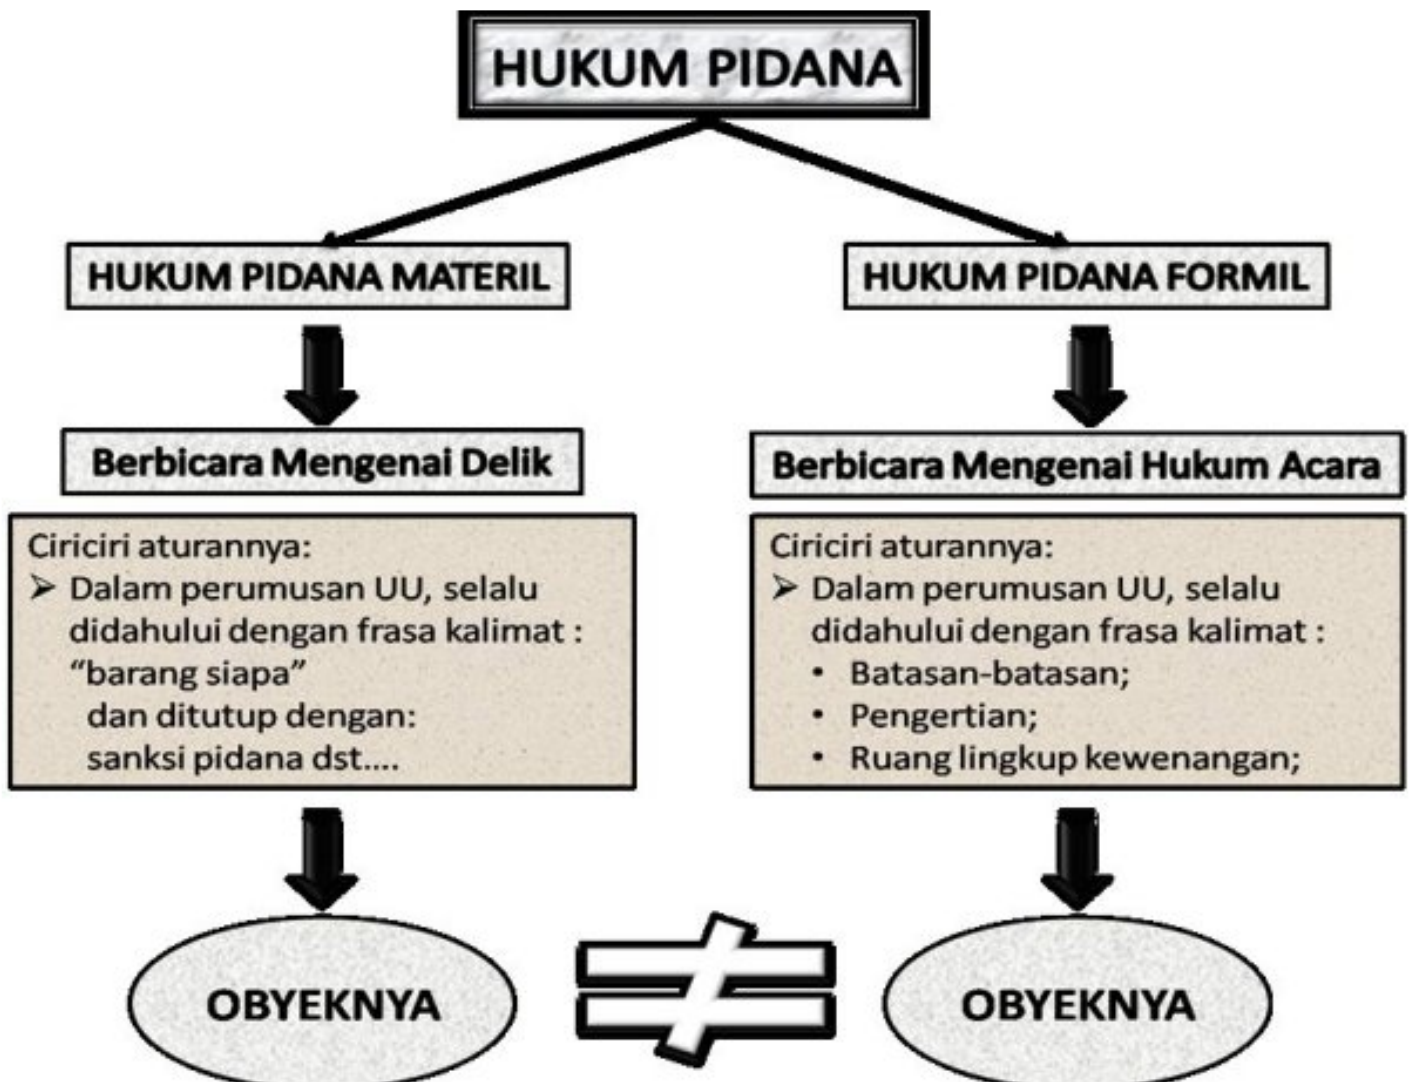 HUKUM PIDANA
HUKUM PIDANA MATERIL
Berbicara Mengenai Delik
Ciriciri aturannya:
➤ Dalam perumusan UU, selalu
didahului dengan frasa kalimat :
“barang siapa”
dan ditutup dengan:
sanksi pidana dst....
OBYEKNYA
HUKUM PIDANA FORMIL
Berbicara Mengenai Hukum Acara
Ciriciri aturannya:
➤ Dalam perumusan UU, selalu
didahului dengan frasa kalimat :
• Batasan-batasan;
• Pengertian;
• Ruang lingkup kewenangan;
≠
OBYEKNYA